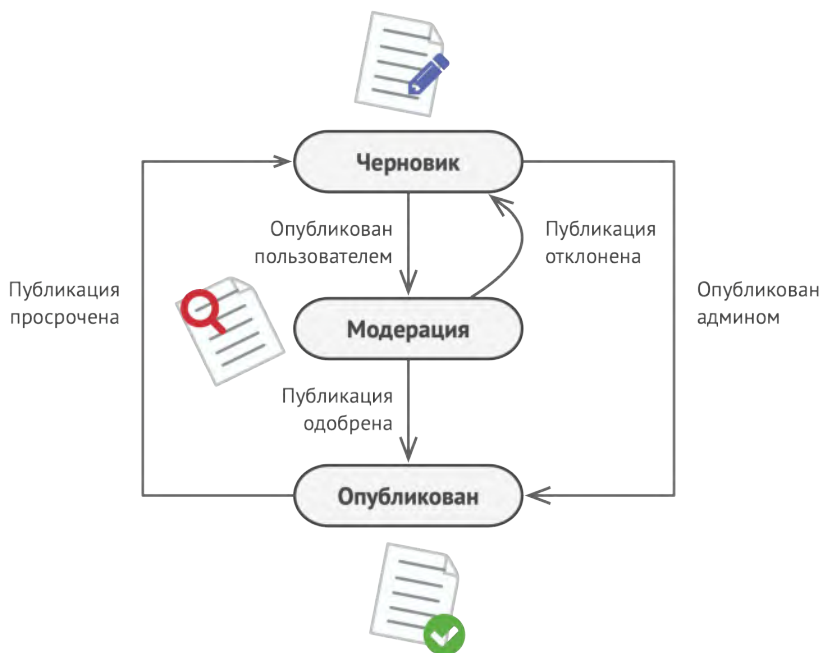 Черновик
Опубликован
пользователем
Публикация
отклонена
Публикация
просрочена
Опубликован
админом
Модерация
Публикация
одобрена
Опубликован